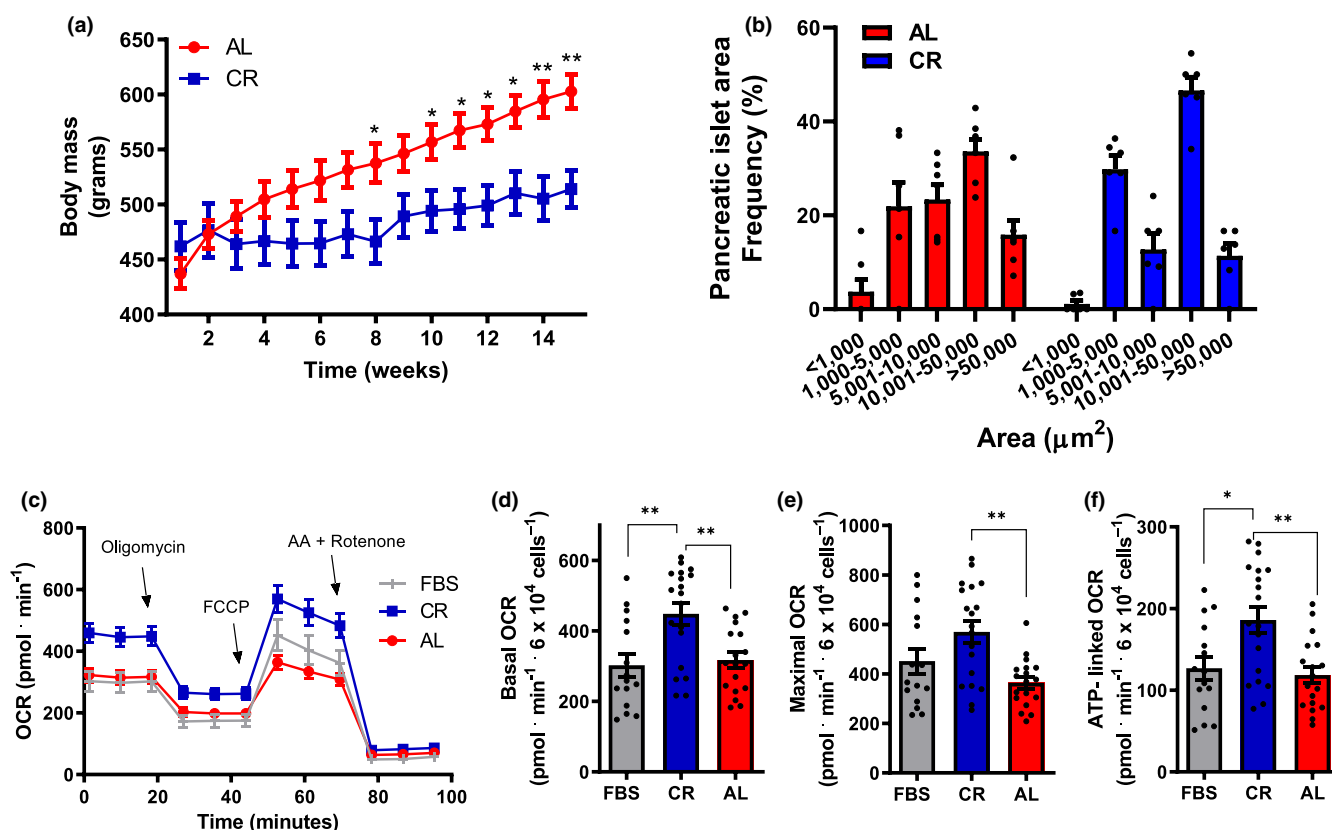 (a)
650
600
550
500
450
400
Body mass
(grams)
AL
CR
*
*
*
*
*
**
**
2
4
6
8
10
12
14
Time (weeks)
(b)
60
40
20
0
Pancreatic islet area
Frequency (%)
AL
CR
<1,000
1,000-5,000
5,001-10,000
10,001-50,000
>50,000
<1,000
1,000-5,000
5,001-10,000
10,001-50,000
>50,000
Area (μm²)
(c)
800
600
400
200
0
OCR (pmol · min⁻¹)
Oligomycin
FCCP
AA + Rotenone
FBS
CR
AL
0
20
40
60
80
100
Time (minutes)
(d)
600
400
200
0
Basal OCR
(pmol · min⁻¹ · 6 x 10⁴ cells⁻¹)
**
**
FBS
CR
AL
(e)
1000
800
600
400
200
0
Maximal OCR
(pmol · min⁻¹ · 6 x 10⁴ cells⁻¹)
**
FBS
CR
AL
(f)
300
200
100
0
ATP- linked OCR
(pmol · min⁻¹ · 6 x 10⁴ cells⁻¹)
*
**
FBS
CR
AL